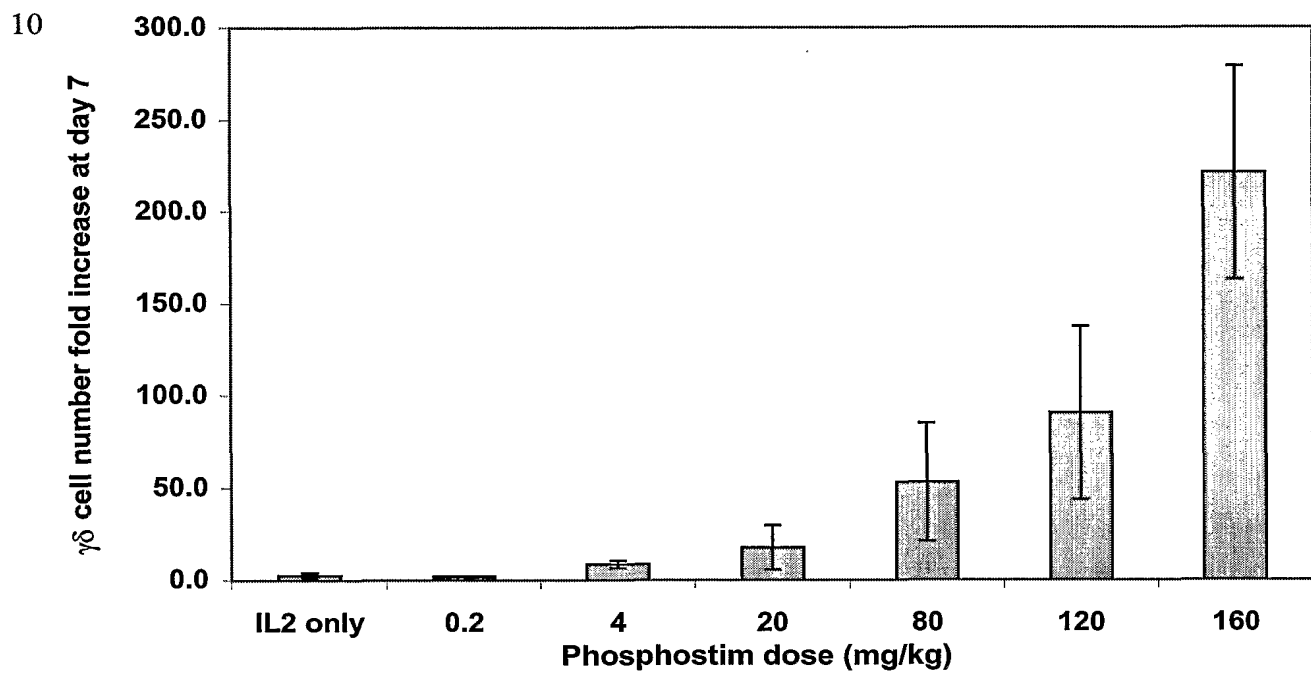 10
γδ cell number fold increase at day 7
300.0
250.0
200.0
150.0
100.0
50.0
0.0
IL2 only 0.2 4 20 80 120 160
Phosphostim dose (mg/kg)